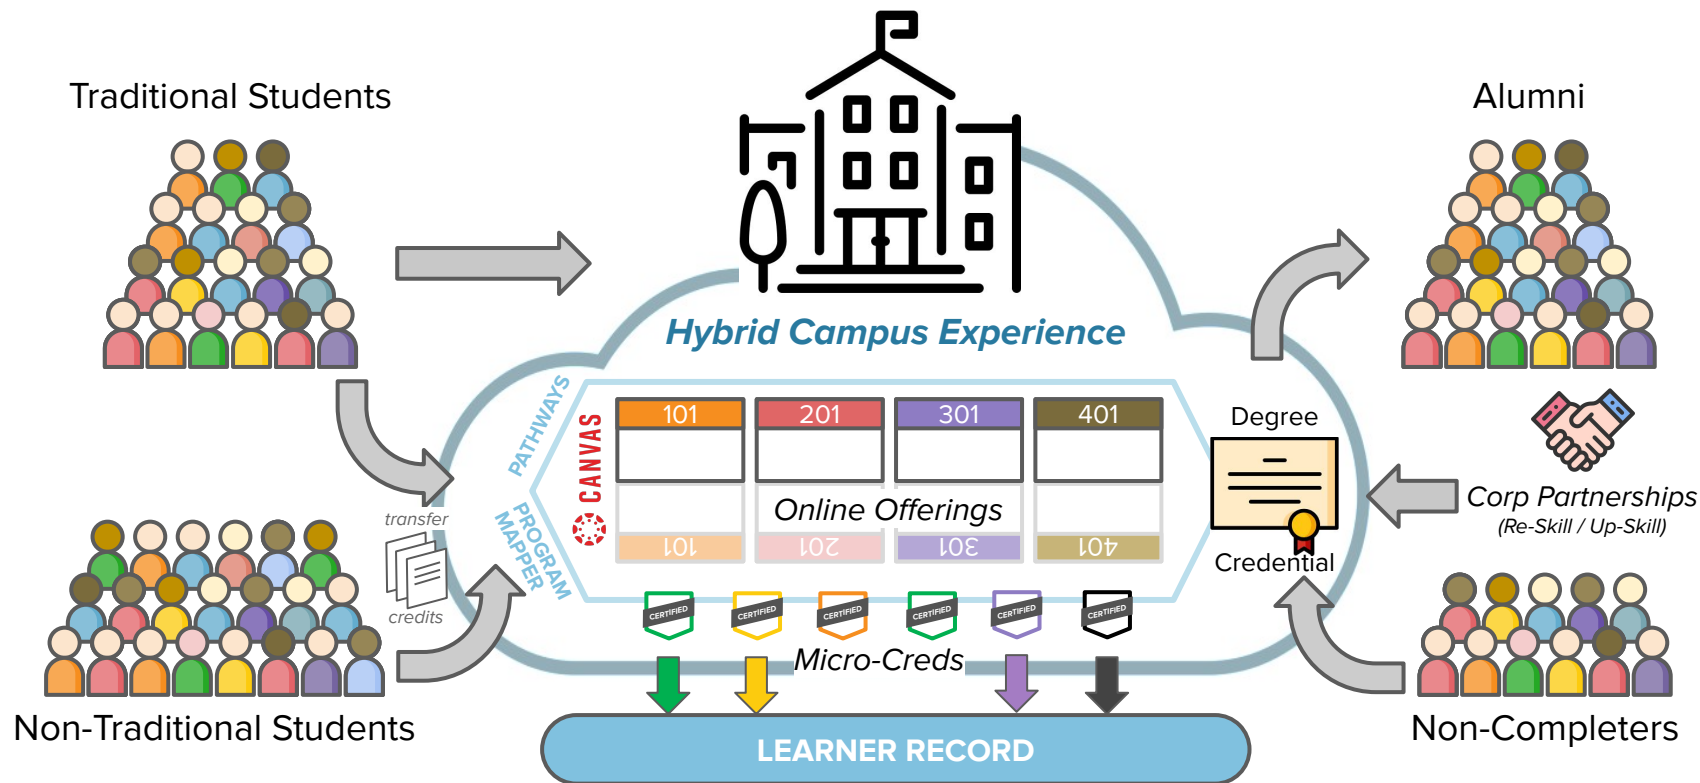 Traditional Students
Alumni
Hybrid Campus Experience
PATHWAYS
PROGRAM
MAPPER
CANVAS
101
201
301
401
Online Offerings
101
201
301
401
Degree
Credential
transfer
credits
Corp Partnerships
(Re-Skill / Up-Skill)
CERTIFIED
CERTIFIED
CERTIFIED
CERTIFIED
CERTIFIED
CERTIFIED
Micro-Creds
Non-Traditional Students
Non-Completers
LEARNER RECORD